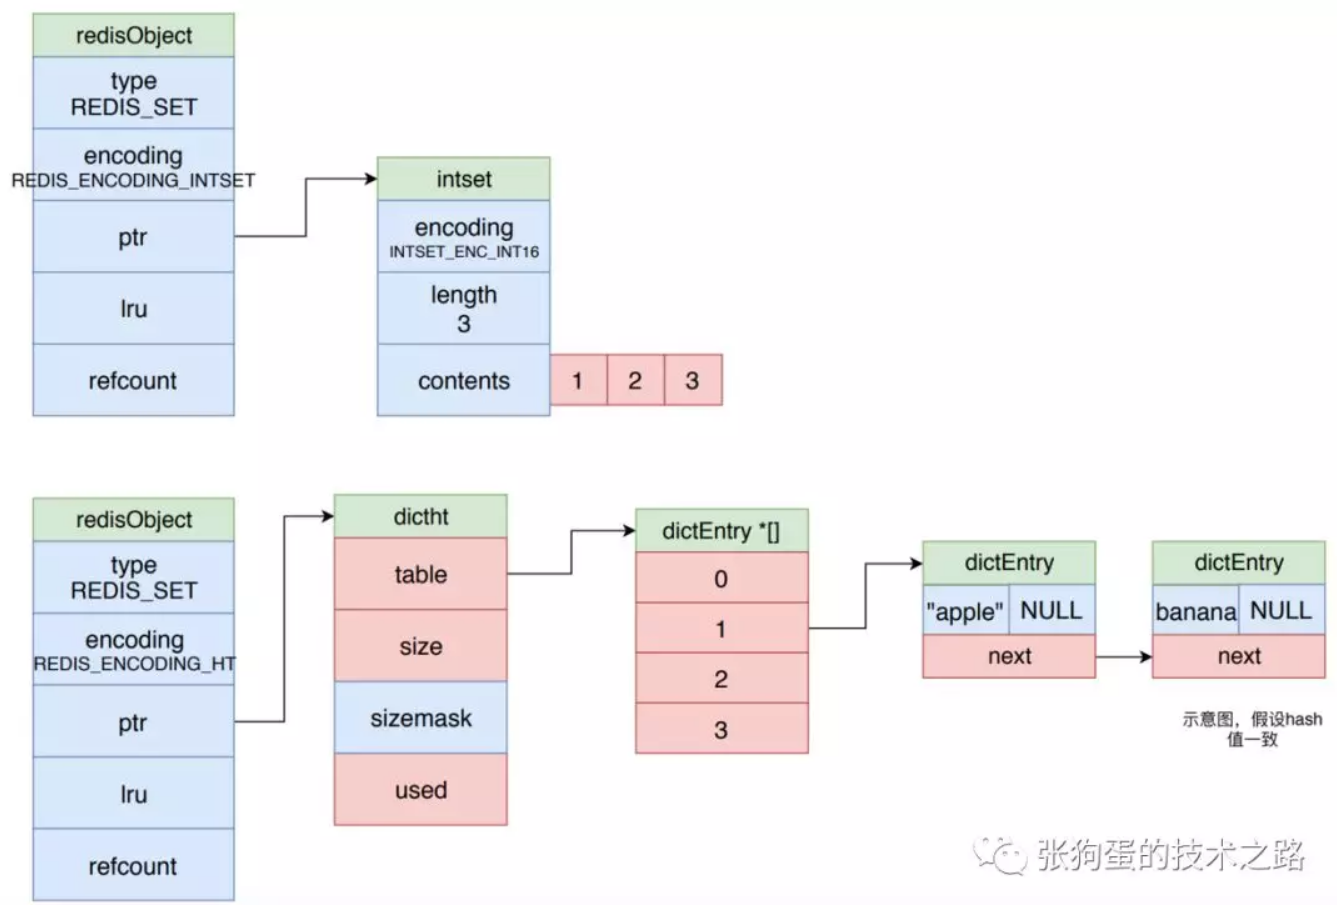 redisObject
type
REDIS_SET
encoding
REDIS_ENCODING_INTSET
ptr
lru
refcount
intset
encoding
INTSET_ENC_INT16
length
3
contents
1 2 3
redisObject
type
REDIS_SET
encoding
REDIS_ENCODING_HT
ptr
lru
refcount
dictht
table
size
sizemask
used
dictEntry *[]
0
1
2
3
dictEntry
"apple" NULL
next
dictEntry
banana NULL
next
示意图，假设hash
值一致
张狗蛋的技术之路